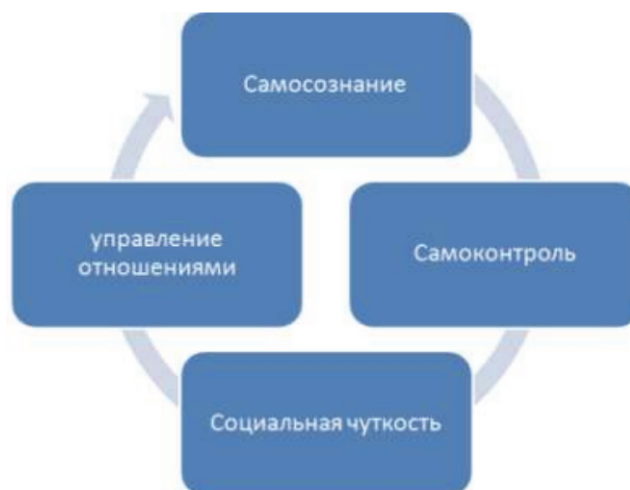 Самосознание
Самоконтроль
Социальная чуткость
управление
отношениями